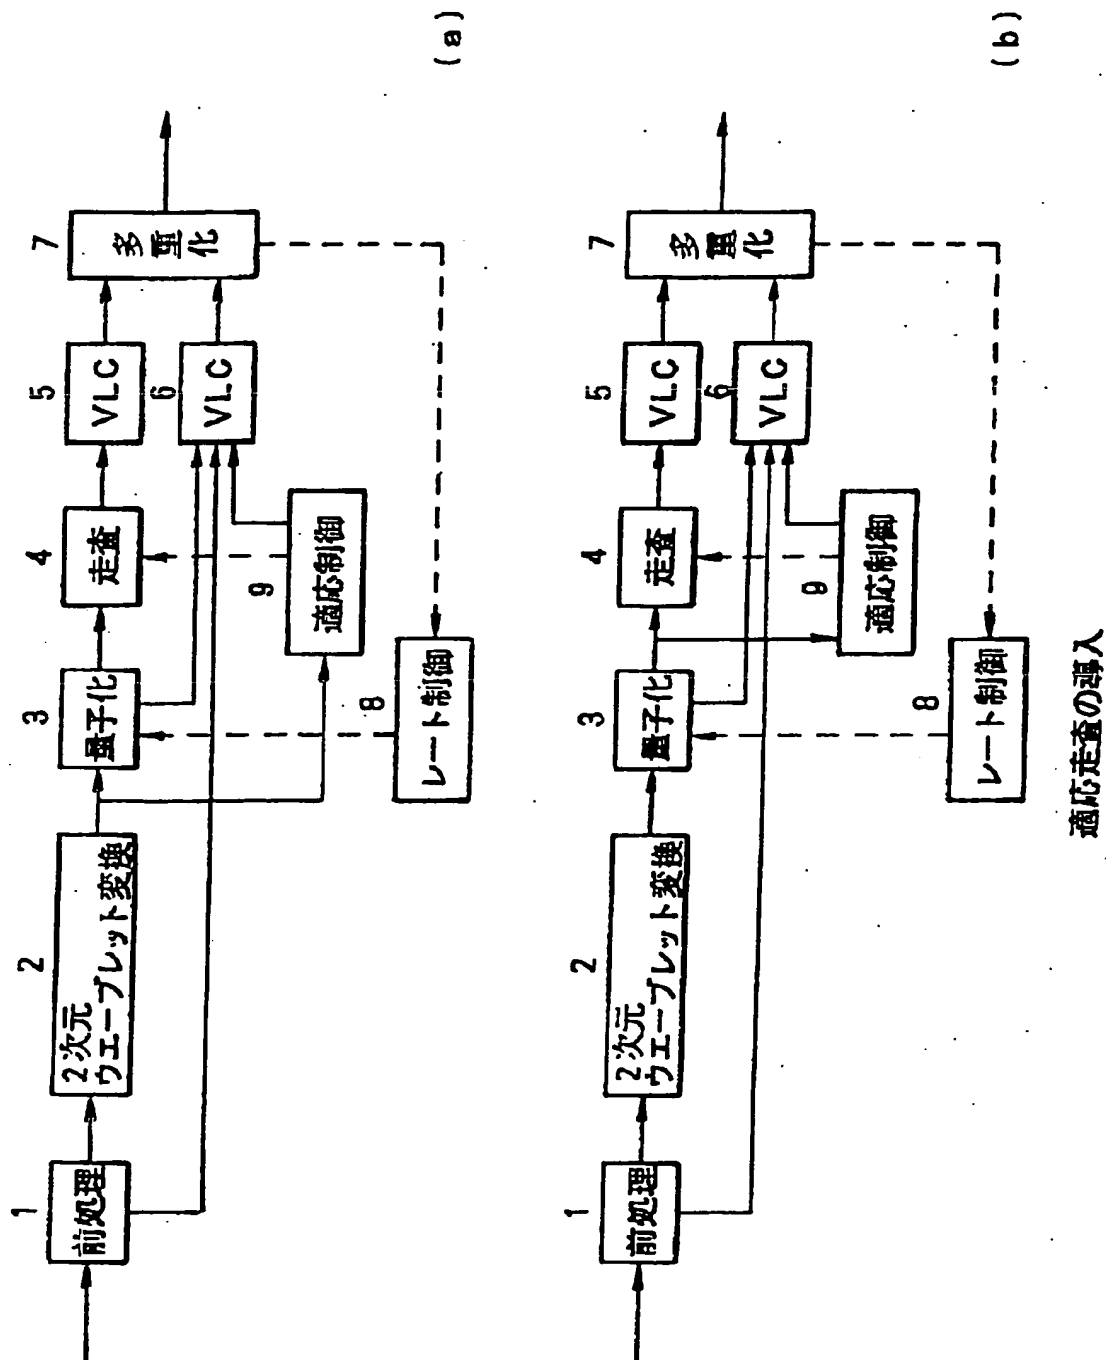 1
前処理
2
2次元
ウエーブレット変換
3
量子化
4
走査
5
VLC
6
VLC
7
多重化
8
レート制御
9
適応制御
(a)
1
前処理
2
2次元
ウエーブレット変換
3
量子化
4
走査
5
VLC
6
VLC
7
多重化
8
レート制御
9
適応制御
(b)
適応走査の導入